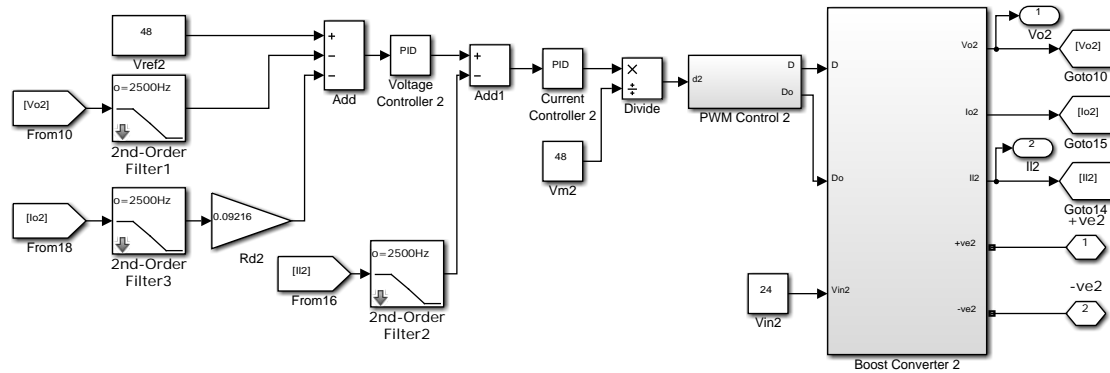 48
Vref2
[Vo2]
From10
o=2500Hz
2nd-Order
Filter1
[Io2]
From18
o=2500Hz
2nd-Order
Filter3
0.09216
Rd2
[Il2]
From16
o=2500Hz
2nd-Order
Filter2
+
−
−
Add
PID
Voltage
Controller 2
+
−
Add1
PID
Current
Controller 2
×
÷
Divide
48
Vm2
d2
D
Do
PWM Control 2
24
Vin2
D
Do
Vin2
Vo2
Io2
Il2
+ve2
-ve2
Boost Converter 2
1
Vo2
[Vo2]
Goto10
[Io2]
Goto15
2
Il2
[Il2]
Goto14
+ve2
1
-ve2
2